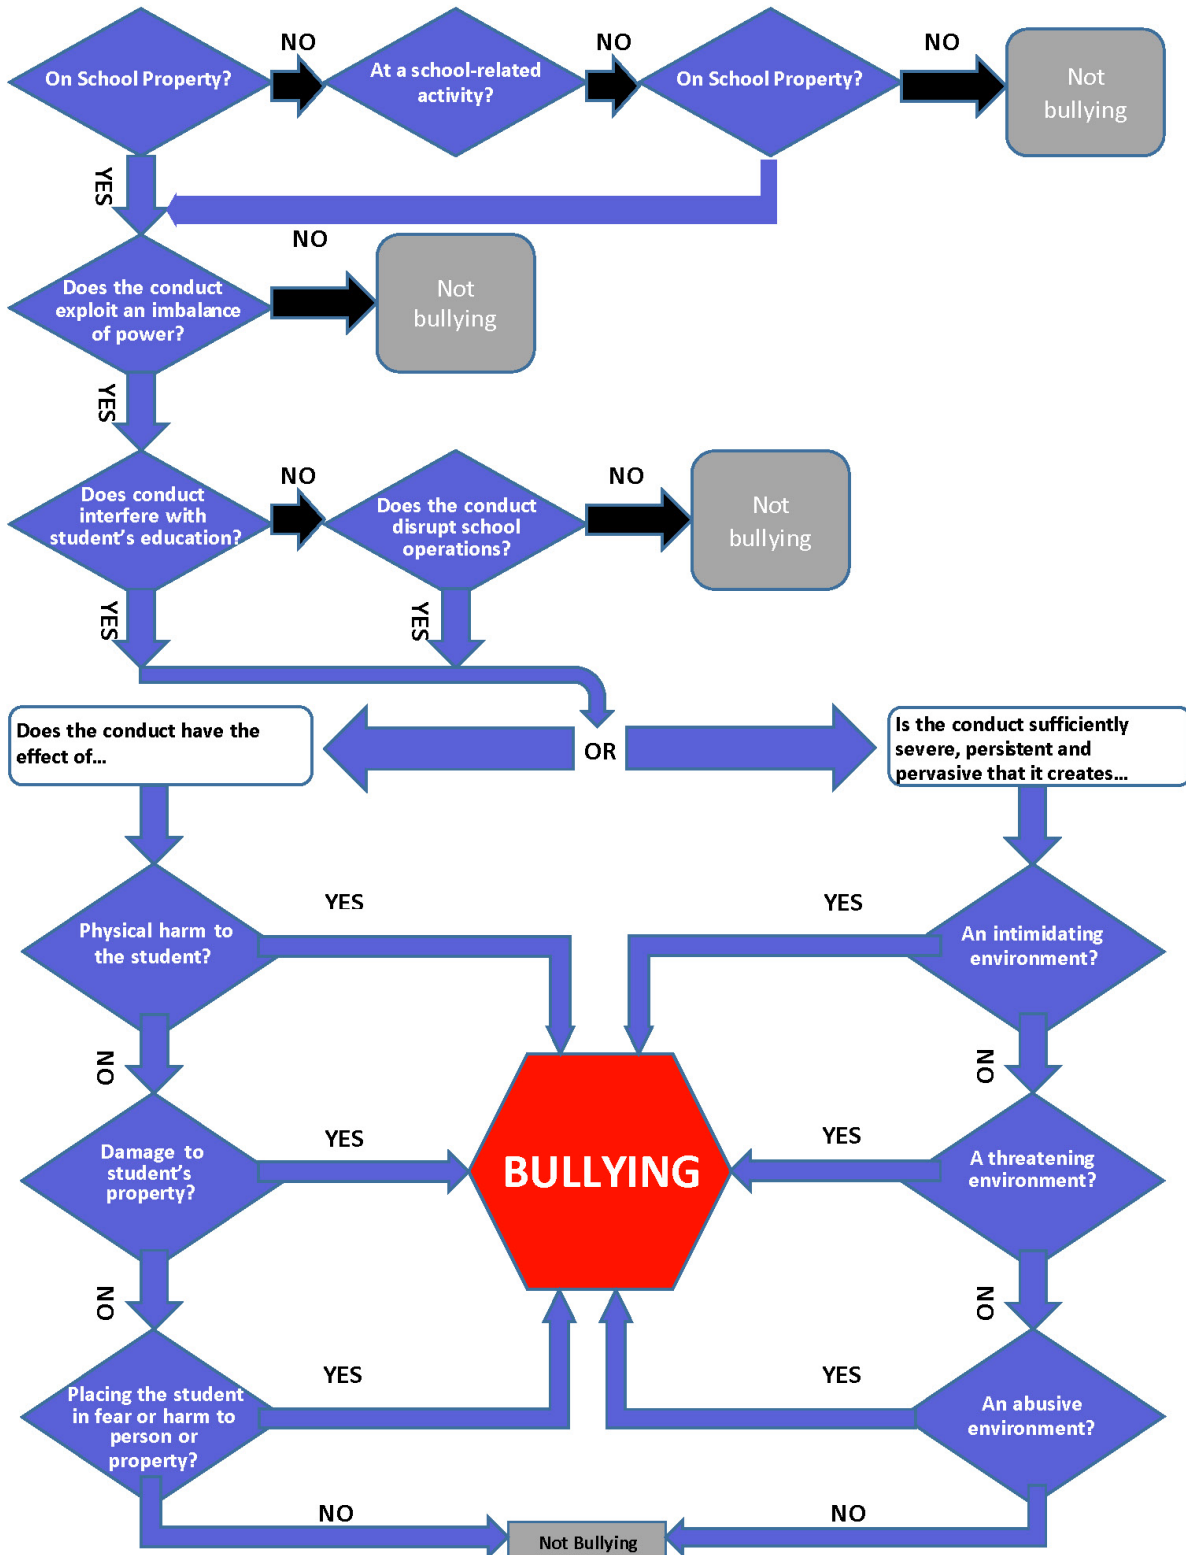 NO
NO
NO
On School Property?
At a school-related
activity?
On School Property?
Not
bullying
YES
NO
Does the conduct
exploit an imbalance
of power?
Not
bullying
YES
NO
NO
Does conduct
interfere with
student's education?
Does the conduct
disrupt school
operations?
Not
bullying
YES
YES
Does the conduct have the
effect of...
OR
Is the conduct sufficiently
severe, persistent and
pervasive that it creates...
YES
YES
Physical harm to
the student?
An intimidating
environment?
NO
NO
YES
YES
Damage to
student's
property?
BULLYING
A threatening
environment?
NO
NO
YES
YES
Placing the student
in fear or harm to
person or
property?
An abusive
environment?
NO
NO
Not Bullying